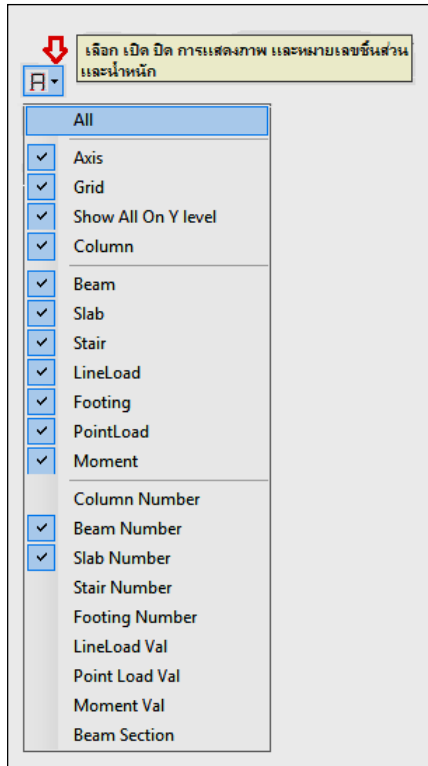 เลือก เปิด ปิด การแสดงภาพ และหมายเลขชิ้นส่วน
และน้ำหนัก
All
Axis
Grid
Show All On Y level
Column
Beam
Slab
Stair
LineLoad
Footing
PointLoad
Moment
Column Number
Beam Number
Slab Number
Stair Number
Footing Number
LineLoad Val
Point Load Val
Moment Val
Beam Section